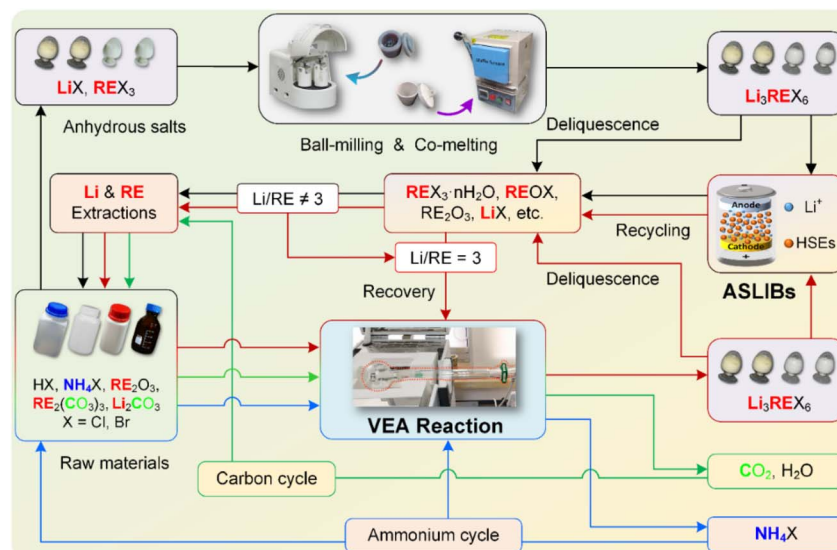 LiX, REX₃
Anhydrous salts
Muffle furnace
Ball-milling & Co-melting
Li₃REX₆
Deliquescence
Li & RE
Extractions
Li/RE ≠ 3
REX₃·nH₂O, REOX,
RE₂O₃, LiX, etc.
Li/RE = 3
Recycling
Recovery
Anode
Cathode
+
Li⁺
HSEs
ASLIBs
Deliquescence
HX, NH₄X, RE₂O₃,
RE₂(CO₃)₃, Li₂CO₃
X = Cl, Br
Raw materials
VEA Reaction
Li₃REX₆
Carbon cycle
CO₂, H₂O
Ammonium cycle
NH₄X